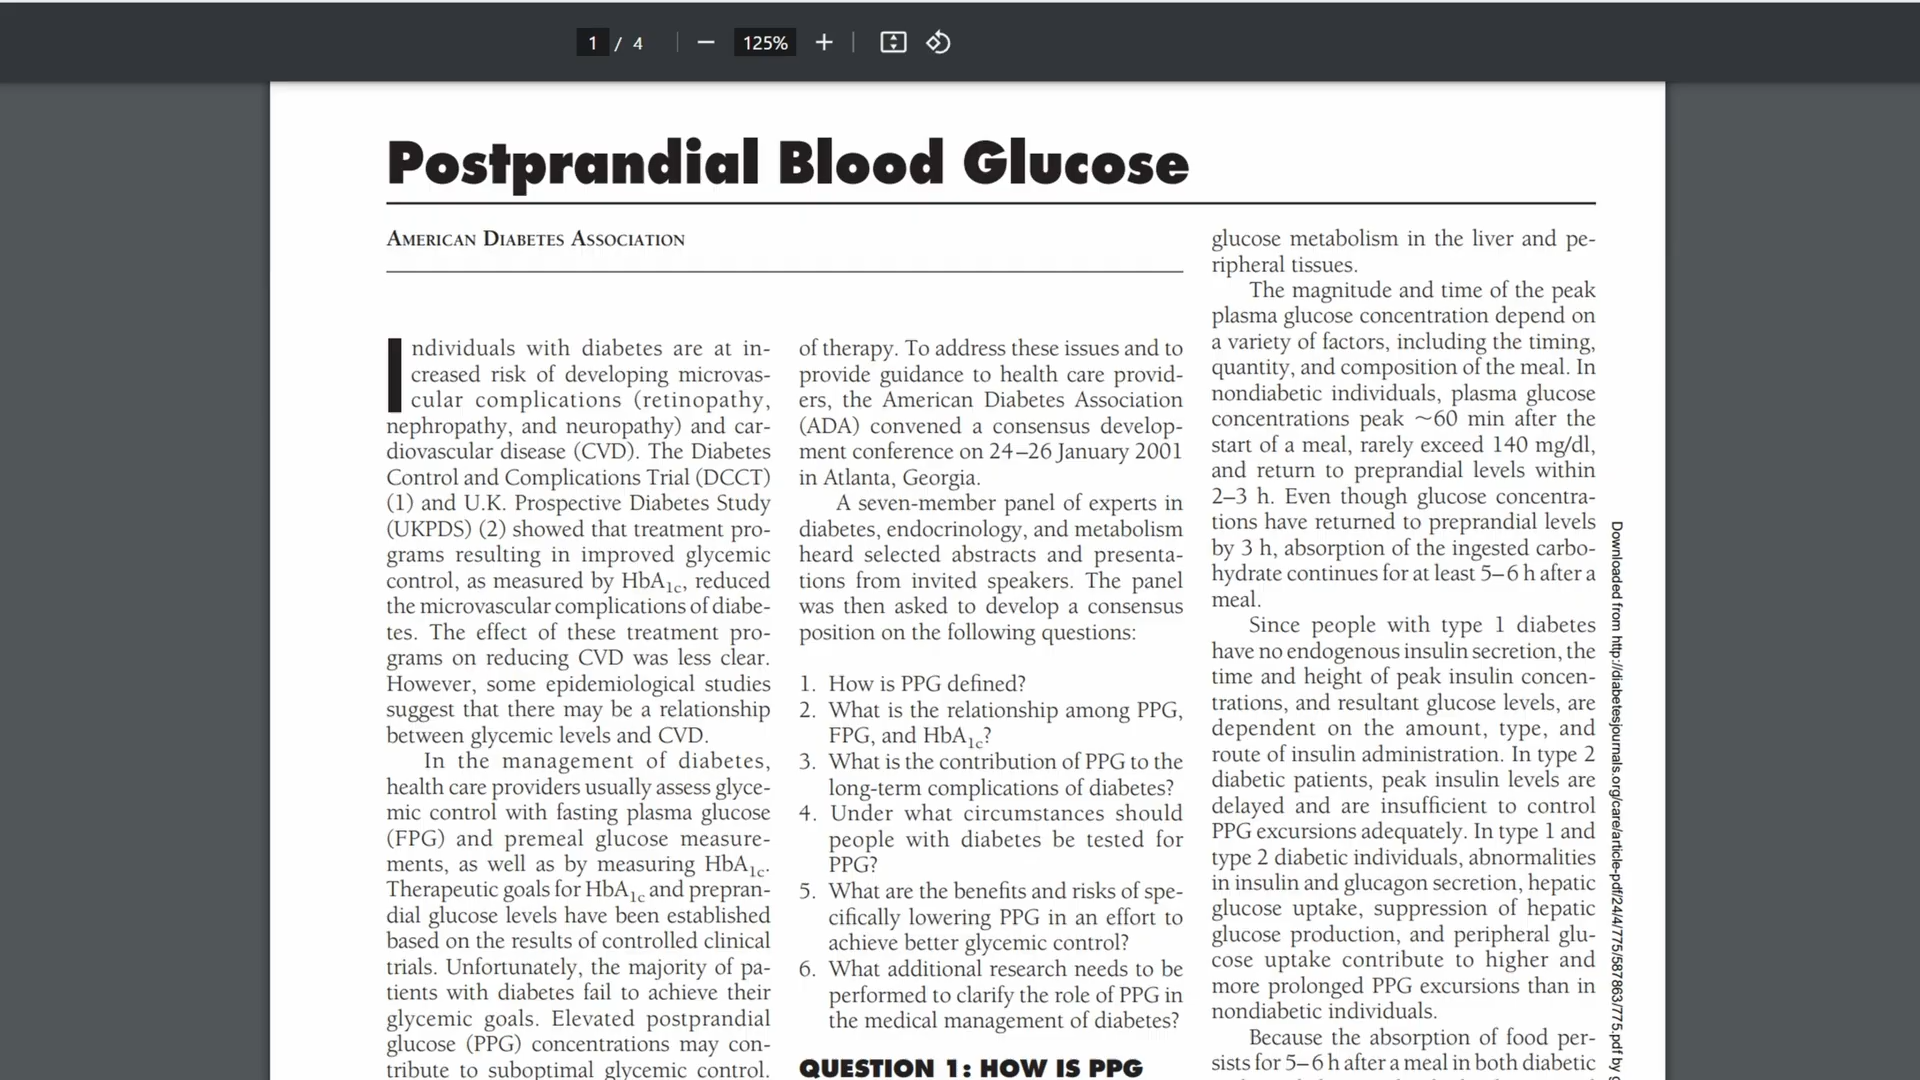 1 / 4
125%
Postprandial Blood Glucose
AMERICAN DIABETES ASSOCIATION
Individuals with diabetes are at in-
creased risk of developing microvas-
cular complications (retinopathy,
nephropathy, and neuropathy) and car-
diovascular disease (CVD). The Diabetes
Control and Complications Trial (DCCT)
(1) and U.K. Prospective Diabetes Study
(UKPDS) (2) showed that treatment pro-
grams resulting in improved glycemic
control, as measured by HbA1c, reduced
the microvascular complications of diabe-
tes. The effect of these treatment pro-
grams on reducing CVD was less clear.
However, some epidemiological studies
suggest that there may be a relationship
between glycemic levels and CVD.
In the management of diabetes,
health care providers usually assess glyce-
mic control with fasting plasma glucose
(FPG) and premeal glucose measure-
ments, as well as by measuring HbA1c.
Therapeutic goals for HbA1c and prepran-
dial glucose levels have been established
based on the results of controlled clinical
trials. Unfortunately, the majority of pa-
tients with diabetes fail to achieve their
glycemic goals. Elevated postprandial
glucose (PPG) concentrations may con-
tribute to suboptimal glycemic control.
of therapy. To address these issues and to
provide guidance to health care provid-
ers, the American Diabetes Association
(ADA) convened a consensus develop-
ment conference on 24–26 January 2001
in Atlanta, Georgia.
A seven-member panel of experts in
diabetes, endocrinology, and metabolism
heard selected abstracts and presenta-
tions from invited speakers. The panel
was then asked to develop a consensus
position on the following questions:
1. How is PPG defined?
2. What is the relationship among PPG,
FPG, and HbA1c?
3. What is the contribution of PPG to the
long-term complications of diabetes?
4. Under what circumstances should
people with diabetes be tested for
PPG?
5. What are the benefits and risks of spe-
cifically lowering PPG in an effort to
achieve better glycemic control?
6. What additional research needs to be
performed to clarify the role of PPG in
the medical management of diabetes?
QUESTION 1: HOW IS PPG
glucose metabolism in the liver and pe-
ripheral tissues.
The magnitude and time of the peak
plasma glucose concentration depend on
a variety of factors, including the timing,
quantity, and composition of the meal. In
nondiabetic individuals, plasma glucose
concentrations peak ~60 min after the
start of a meal, rarely exceed 140 mg/dl,
and return to preprandial levels within
2–3 h. Even though glucose concentra-
tions have returned to preprandial levels
by 3 h, absorption of the ingested carbo-
hydrate continues for at least 5–6 h after a
meal.
Since people with type 1 diabetes
have no endogenous insulin secretion, the
time and height of peak insulin concen-
trations, and resultant glucose levels, are
dependent on the amount, type, and
route of insulin administration. In type 2
diabetic patients, peak insulin levels are
delayed and are insufficient to control
PPG excursions adequately. In type 1 and
type 2 diabetic individuals, abnormalities
in insulin and glucagon secretion, hepatic
glucose uptake, suppression of hepatic
glucose production, and peripheral glu-
cose uptake contribute to higher and
more prolonged PPG excursions than in
nondiabetic individuals.
Because the absorption of food per-
sists for 5–6 h after a meal in both diabetic
Downloaded from http://diabetesjournals.org/care/article-pdf/24/4/775/587863/775.pdf by